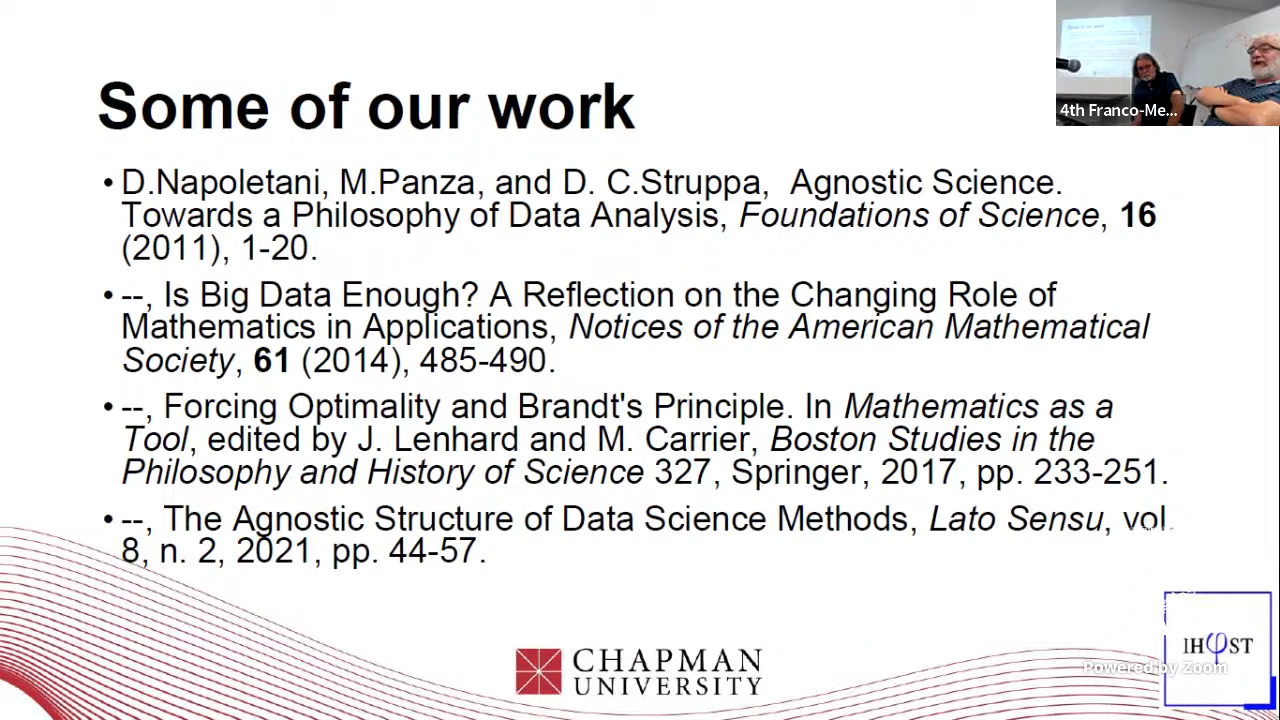 Some of our work
4th Franco-Me...
• D.Napoletani, M.Panza, and D. C.Struppa, Agnostic Science.
Towards a Philosophy of Data Analysis, Foundations of Science, 16
(2011), 1-20.
• --, Is Big Data Enough? A Reflection on the Changing Role of
Mathematics in Applications, Notices of the American Mathematical
Society, 61 (2014), 485-490.
• --, Forcing Optimality and Brandt's Principle. In Mathematics as a
Tool, edited by J. Lenhard and M. Carrier, Boston Studies in the
Philosophy and History of Science 327, Springer, 2017, pp. 233-251.
• --, The Agnostic Structure of Data Science Methods, Lato Sensu, vol.
8, n. 2, 2021, pp. 44-57.
CHAPMAN
UNIVERSITY
IHφST
Powered by Zoom